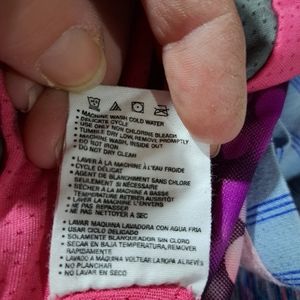 • MACHINE WASH COLD WATER
• DELICATE CYCLE
• USE ONLY NON CHLORINE BLEACH
• TUMBLE DRY LOW, REMOVE PROMPTLY
• MACHINE WASH, INSIDE OUT
• DO NOT IRON
• DO NOT DRY CLEAR
• LAVER À LA MACHINE À L'EAU FROIDE
• CYCLE DÉLICAT
• AGENT DE BLANCHIMENT SANS CHLORE
SEULEMENT SI NÉCESSAIRE
• SÉCHER À LA MACHINE A BASSE
TEMPERATURE RETIRER AUSSITÔT
• LAVER A LA MACHINE
• NE PAS REPASSER
• NE PAS NETTOYER A SEC
• LAVAR MAQUINA LAVADORA CON AGUA FRIA
• USAR CICLO DELICADO
• SOLAMENTE BLANQUEADOR SIN CLORO
• SECAR EN BAJA TEMPERATURA, REMOVER
RAPIDAMENTE
• LAVADO A MAQUINA VOLTEAR LA ROPA AL REVÉS
• NO PLANCHAR
• NO LAVAR EN SECO